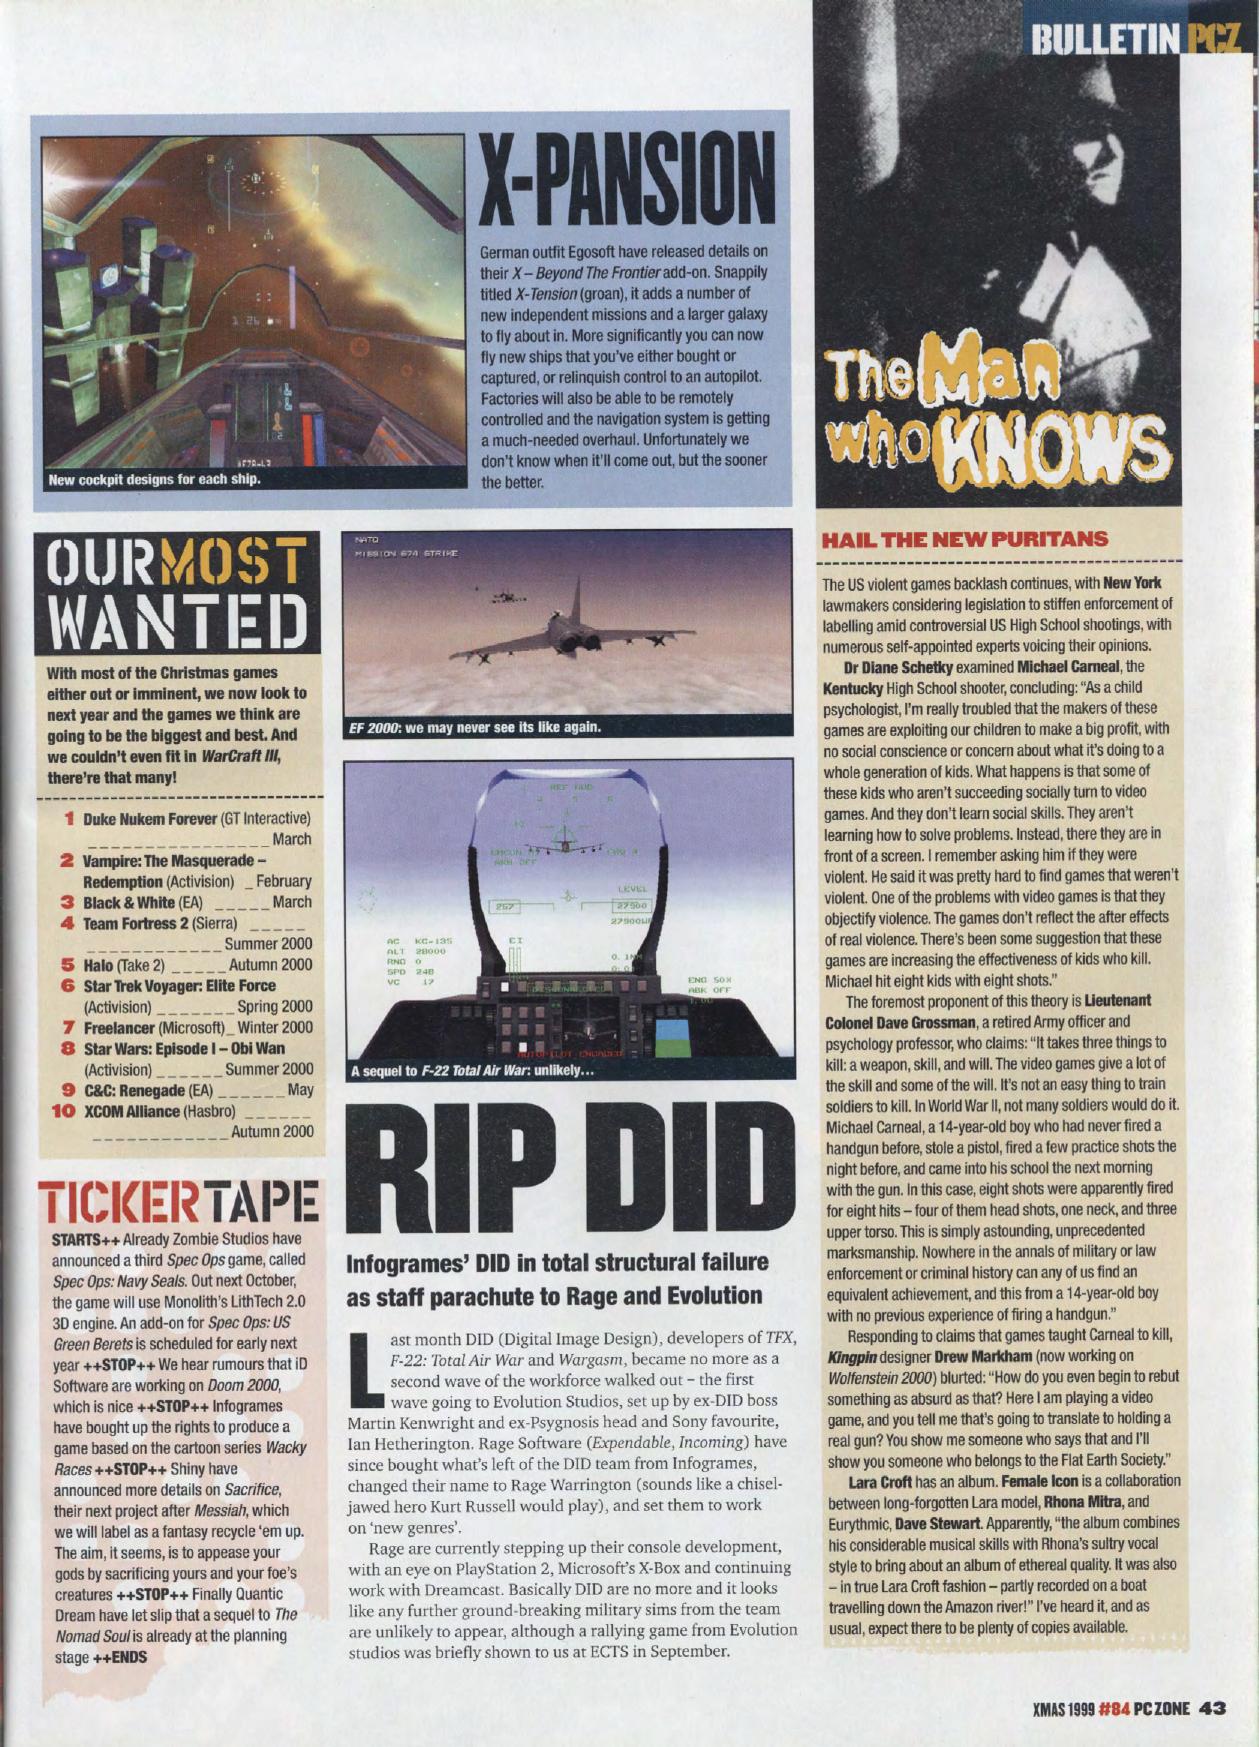 BULLETIN PCZ
X-PANSION
German outfit Egosoft have released details on
their X – Beyond The Frontier add-on. Snappily
titled X-Tension (groan), it adds a number of
new independent missions and a larger galaxy
to fly about in. More significantly you can now
fly new ships that you've either bought or
captured, or relinquish control to an autopilot.
Factories will also be able to be remotely
controlled and the navigation system is getting
a much-needed overhaul. Unfortunately we
don't know when it'll come out, but the sooner
the better.
New cockpit designs for each ship.
OUR MOST
WANTED
With most of the Christmas games
either out or imminent, we now look to
next year and the games we think are
going to be the biggest and best. And
we couldn't even fit in WarCraft III,
there're that many!
1 Duke Nukem Forever (GT Interactive)
_________________ March
2 Vampire: The Masquerade –
Redemption (Activision) _ February
3 Black & White (EA) ______ March
4 Team Fortress 2 (Sierra) _____
_____________ Summer 2000
5 Halo (Take 2) _____ Autumn 2000
6 Star Trek Voyager: Elite Force
(Activision) _______ Spring 2000
7 Freelancer (Microsoft)_ Winter 2000
8 Star Wars: Episode I – Obi Wan
(Activision) ______ Summer 2000
9 C&C: Renegade (EA) ______ May
10 XCOM Alliance (Hasbro) ______
_____________ Autumn 2000
TICKERTAPE
STARTS++ Already Zombie Studios have
announced a third Spec Ops game, called
Spec Ops: Navy Seals. Out next October,
the game will use Monolith's LithTech 2.0
3D engine. An add-on for Spec Ops: US
Green Berets is scheduled for early next
year ++STOP++ We hear rumours that iD
Software are working on Doom 2000,
which is nice ++STOP++ Infogrames
have bought up the rights to produce a
game based on the cartoon series Wacky
Races ++STOP++ Shiny have
announced more details on Sacrifice,
their next project after Messiah, which
we will label as a fantasy recycle 'em up.
The aim, it seems, is to appease your
gods by sacrificing yours and your foe's
creatures ++STOP++ Finally Quantic
Dream have let slip that a sequel to The
Nomad Soul is already at the planning
stage ++ENDS
NATO
MISSION 674 STRIKE
EF 2000: we may never see its like again.
REF HUD
LEVEL
257
27900
AC KC-135
ALT 28000
RNG 0
SPD 248
VC 17
CI
ENG 50%
ABK OFF
AUTOPILOT ENGAGED
A sequel to F-22 Total Air War: unlikely...
RIP DID
Infogrames' DID in total structural failure
as staff parachute to Rage and Evolution
Last month DID (Digital Image Design), developers of TFX,
F-22: Total Air War and Wargasm, became no more as a
second wave of the workforce walked out – the first
wave going to Evolution Studios, set up by ex-DID boss
Martin Kenwright and ex-Psygnosis head and Sony favourite,
Ian Hetherington. Rage Software (Expendable, Incoming) have
since bought what's left of the DID team from Infogrames,
changed their name to Rage Warrington (sounds like a chisel-
jawed hero Kurt Russell would play), and set them to work
on 'new genres'.
Rage are currently stepping up their console development,
with an eye on PlayStation 2, Microsoft's X-Box and continuing
work with Dreamcast. Basically DID are no more and it looks
like any further ground-breaking military sims from the team
are unlikely to appear, although a rallying game from Evolution
studios was briefly shown to us at ECTS in September.
The Man
who KNOWS
HAIL THE NEW PURITANS
The US violent games backlash continues, with New York
lawmakers considering legislation to stiffen enforcement of
labelling amid controversial US High School shootings, with
numerous self-appointed experts voicing their opinions.
Dr Diane Schetky examined Michael Carneal, the
Kentucky High School shooter, concluding: "As a child
psychologist, I'm really troubled that the makers of these
games are exploiting our children to make a big profit, with
no social conscience or concern about what it's doing to a
whole generation of kids. What happens is that some of
these kids who aren't succeeding socially turn to video
games. And they don't learn social skills. They aren't
learning how to solve problems. Instead, there they are in
front of a screen. I remember asking him if they were
violent. He said it was pretty hard to find games that weren't
violent. One of the problems with video games is that they
objectify violence. The games don't reflect the after effects
of real violence. There's been some suggestion that these
games are increasing the effectiveness of kids who kill.
Michael hit eight kids with eight shots."
The foremost proponent of this theory is Lieutenant
Colonel Dave Grossman, a retired Army officer and
psychology professor, who claims: "It takes three things to
kill: a weapon, skill, and will. The video games give a lot of
the skill and some of the will. It's not an easy thing to train
soldiers to kill. In World War II, not many soldiers would do it.
Michael Carneal, a 14-year-old boy who had never fired a
handgun before, stole a pistol, fired a few practice shots the
night before, and came into his school the next morning
with the gun. In this case, eight shots were apparently fired
for eight hits – four of them head shots, one neck, and three
upper torso. This is simply astounding, unprecedented
marksmanship. Nowhere in the annals of military or law
enforcement or criminal history can any of us find an
equivalent achievement, and this from a 14-year-old boy
with no previous experience of firing a handgun."
Responding to claims that games taught Carneal to kill,
Kingpin designer Drew Markham (now working on
Wolfenstein 2000) blurted: "How do you even begin to rebut
something as absurd as that? Here I am playing a video
game, and you tell me that's going to translate to holding a
real gun? You show me someone who says that and I'll
show you someone who belongs to the Flat Earth Society."
Lara Croft has an album. Female Icon is a collaboration
between long-forgotten Lara model, Rhona Mitra, and
Eurythmic, Dave Stewart. Apparently, "the album combines
his considerable musical skills with Rhona's sultry vocal
style to bring about an album of ethereal quality. It was also
– in true Lara Croft fashion – partly recorded on a boat
travelling down the Amazon river!" I've heard it, and as
usual, expect there to be plenty of copies available.
XMAS 1999 #84 PC ZONE 43